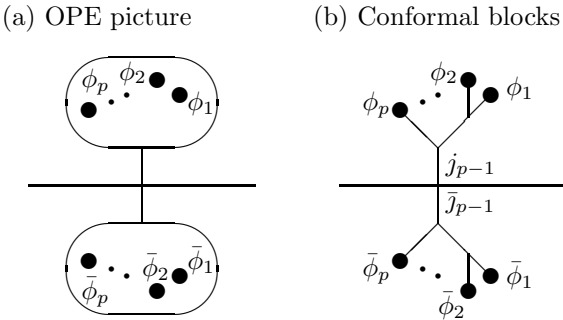 (a) OPE picture
(b) Conformal blocks
ϕ_p ϕ_2 ϕ_1
ϕ_p ϕ_2 ϕ_1
j_{p−1}
j̄_{p−1}
ϕ̄_p ϕ̄_2 ϕ̄_1
ϕ̄_p ϕ̄_2 ϕ̄_1